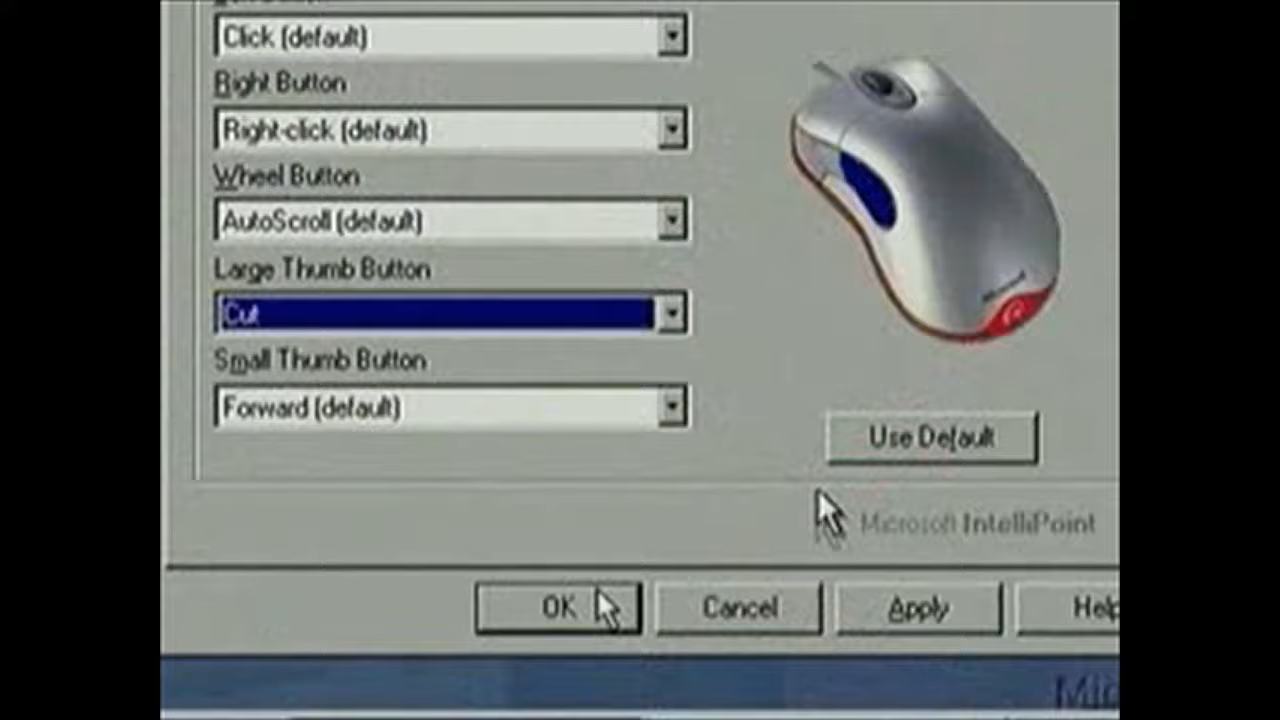 Click (default)
Right Button
Right-click (default)
Wheel Button
AutoScroll (default)
Large Thumb Button
Cut
Small Thumb Button
Forward (default)
Use Default
Microsoft IntelliPoint
OK
Cancel
Apply
Help